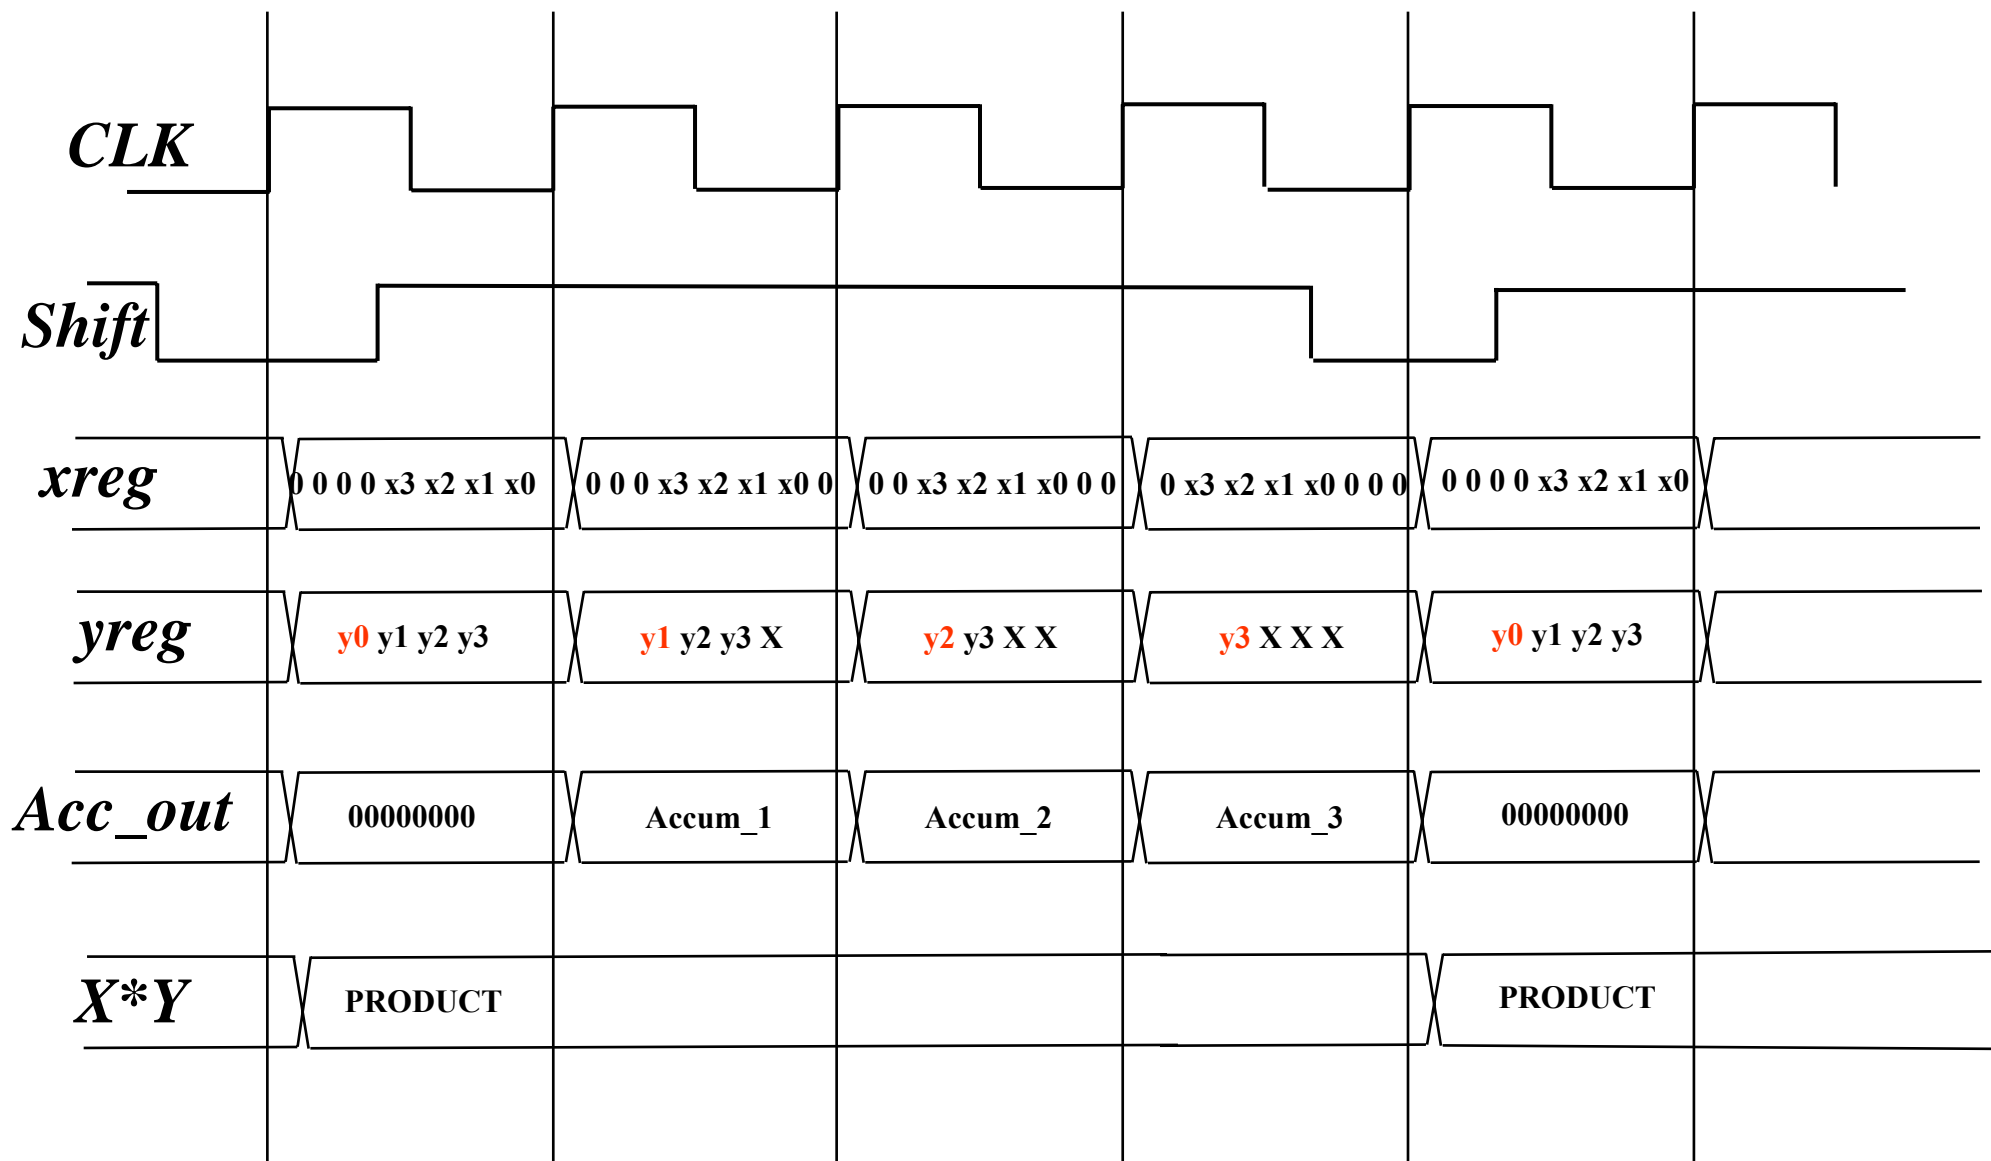 CLK
Shift
xreg 0 0 0 0 x3 x2 x1 x0 0 0 0 x3 x2 x1 x0 0 0 0 x3 x2 x1 x0 0 0 0 x3 x2 x1 x0 0 0 0 0 0 0 0 x3 x2 x1 x0
yreg y0 y1 y2 y3 y1 y2 y3 X y2 y3 X X y3 X X X y0 y1 y2 y3
Acc_out 00000000 Accum_1 Accum_2 Accum_3 00000000
X*Y PRODUCT PRODUCT